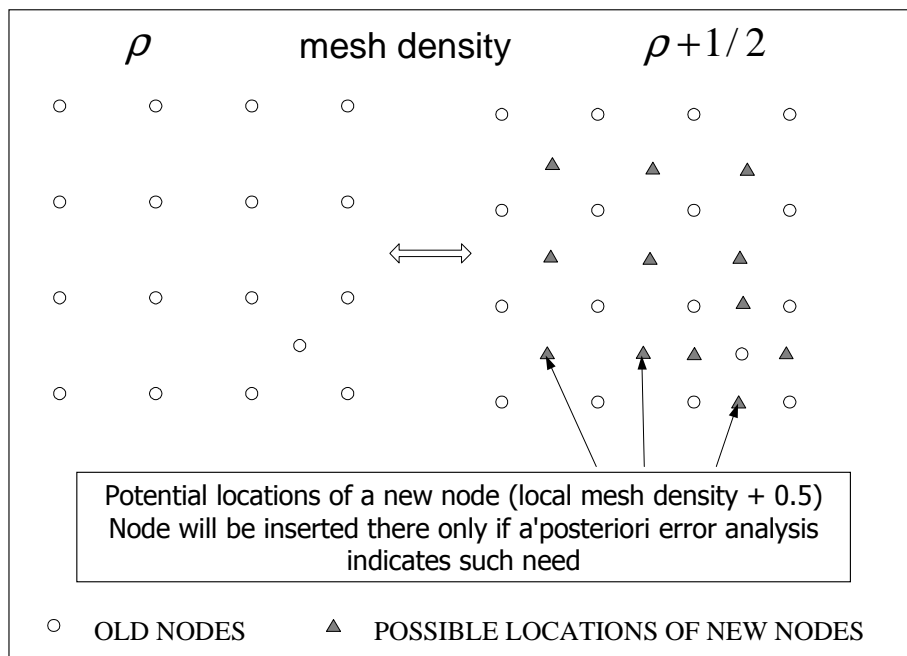 ρ mesh density ρ+1/2
Potential locations of a new node (local mesh density + 0.5)
Node will be inserted there only if a'posteriori error analysis
indicates such need
OLD NODES POSSIBLE LOCATIONS OF NEW NODES